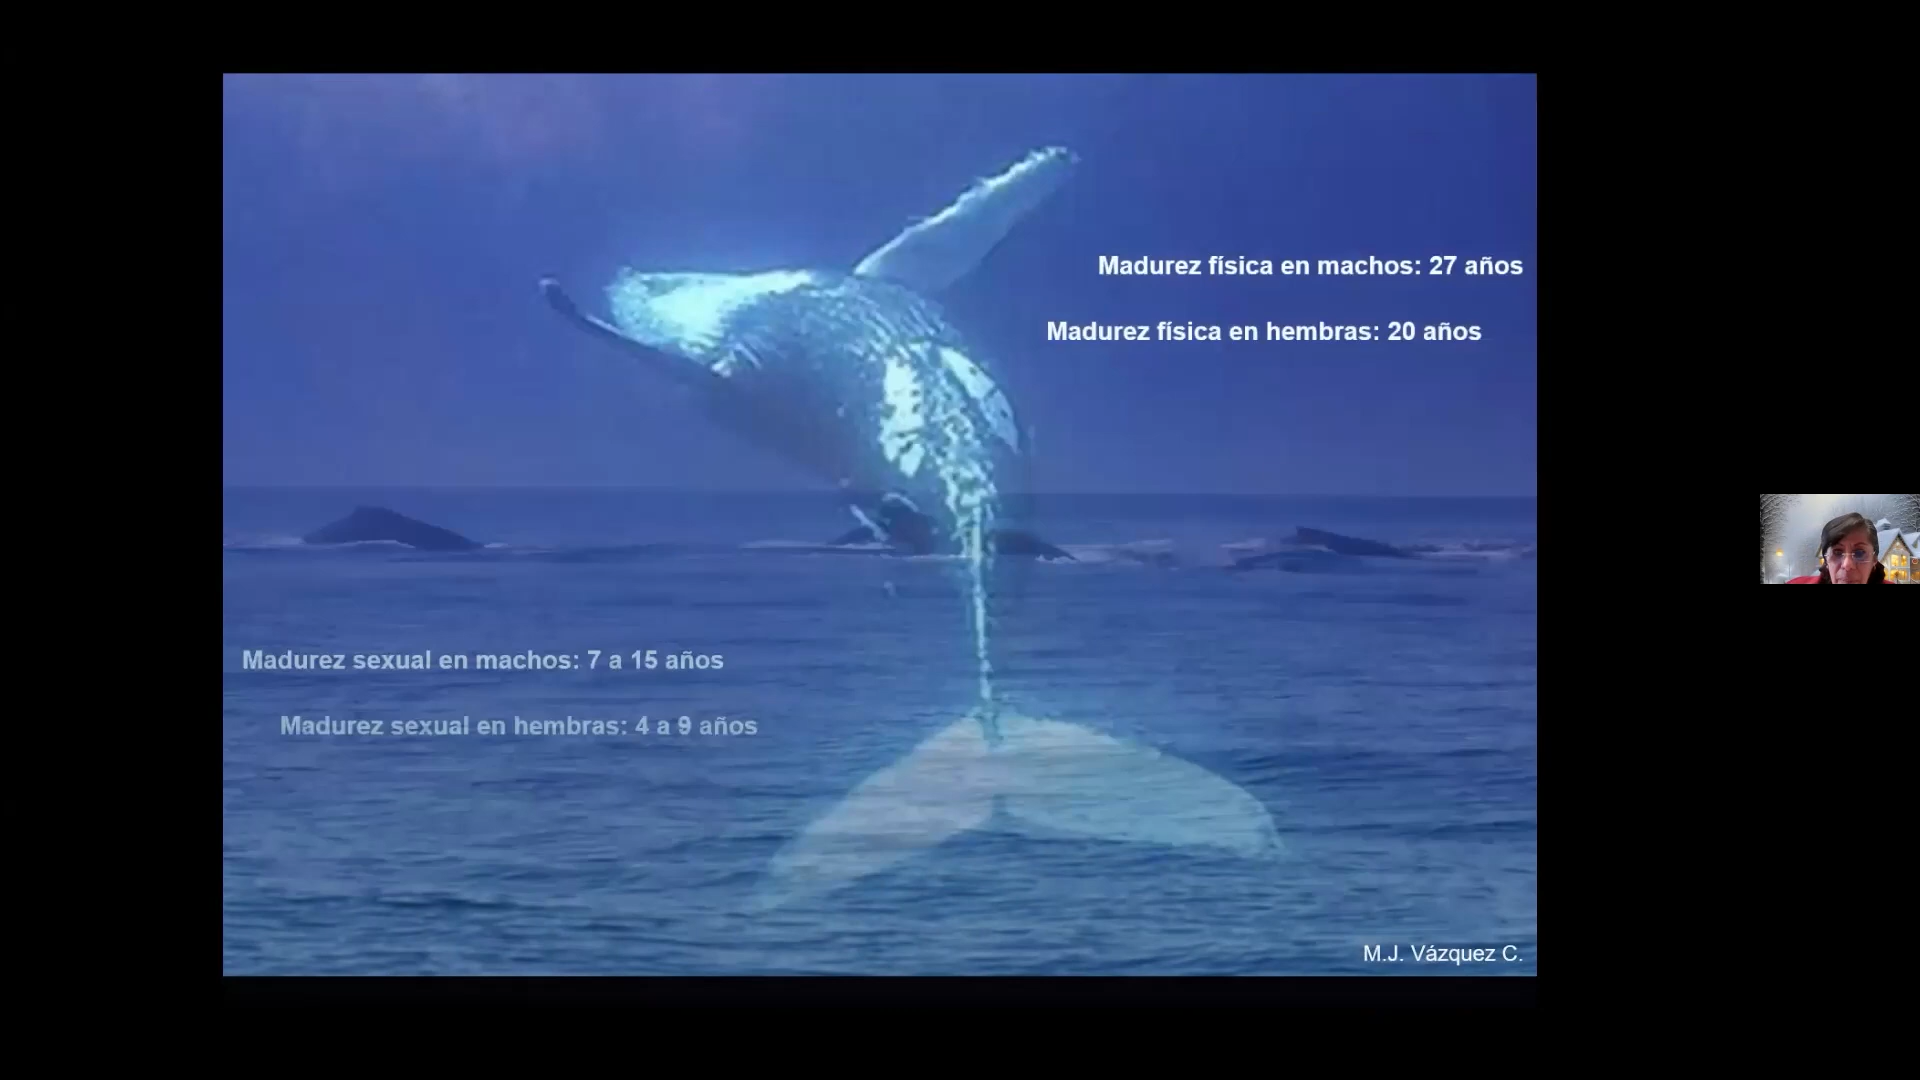 Madurez física en machos: 27 años
Madurez física en hembras: 20 años
Madurez sexual en machos: 7 a 15 años
Madurez sexual en hembras: 4 a 9 años
M.J. Vázquez C.